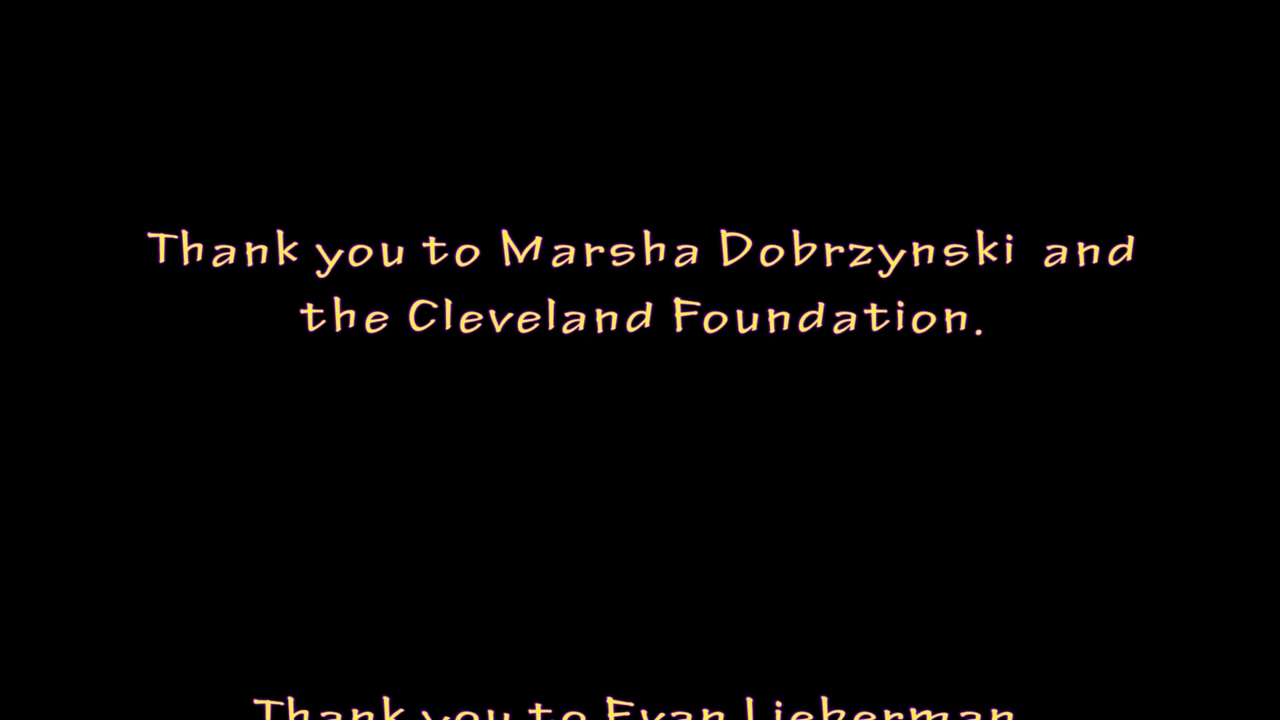 Thank you to Marsha Dobrzynski and
the Cleveland Foundation.
Thank you to Evan Lieberman